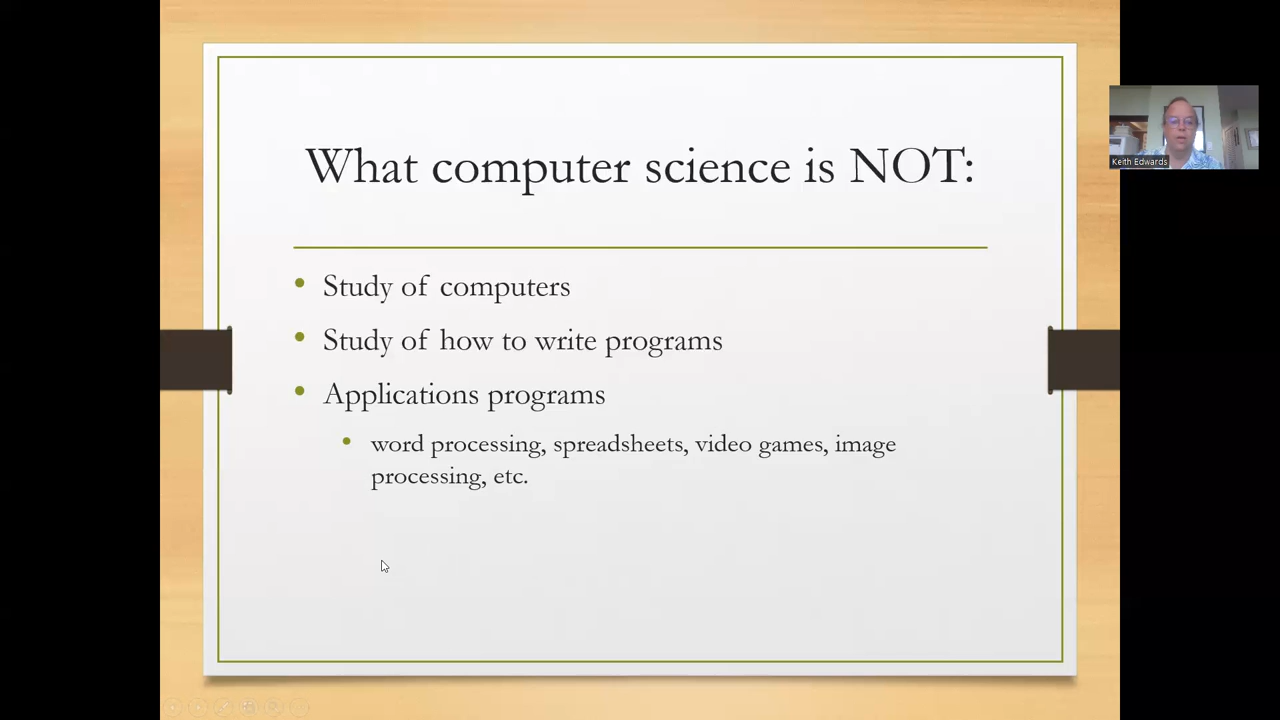 What computer science is NOT:
Keith Edwards
• Study of computers
• Study of how to write programs
• Applications programs
• word processing, spreadsheets, video games, image
processing, etc.